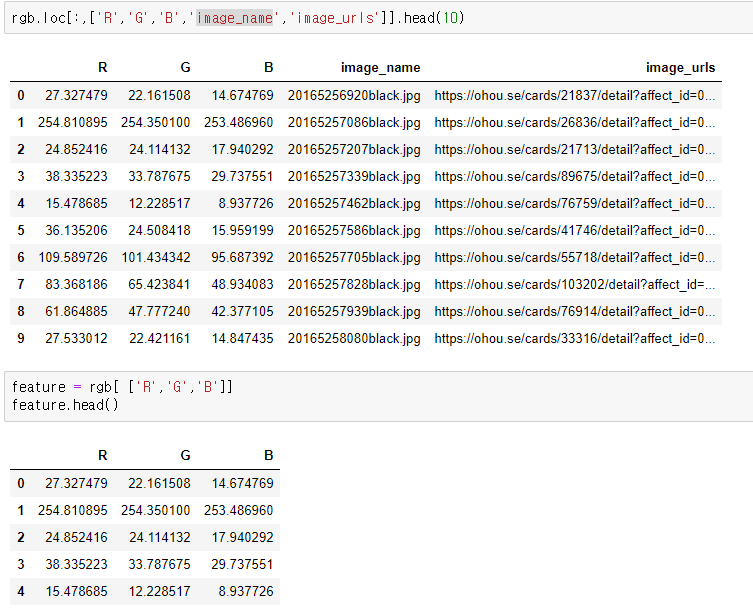 rgb.loc[:,['R','G','B','image_name','image_urls']].head(10)
R G B image_name image_urls
0 27.327479 22.161508 14.674769 20165256920black.jpg https://ohou.se/cards/21837/detail?affect_id=0...
1 254.810895 254.350100 253.486960 20165257086black.jpg https://ohou.se/cards/26836/detail?affect_id=0...
2 24.852416 24.114132 17.940292 20165257207black.jpg https://ohou.se/cards/21713/detail?affect_id=0...
3 38.335223 33.787675 29.737551 20165257339black.jpg https://ohou.se/cards/89675/detail?affect_id=0...
4 15.478685 12.228517 8.937726 20165257462black.jpg https://ohou.se/cards/76759/detail?affect_id=0...
5 36.135206 24.508418 15.959199 20165257586black.jpg https://ohou.se/cards/41746/detail?affect_id=0...
6 109.589726 101.434342 95.687392 20165257705black.jpg https://ohou.se/cards/55718/detail?affect_id=0...
7 83.368186 65.423841 48.934083 20165257828black.jpg https://ohou.se/cards/103202/detail?affect_id=...
8 61.864885 47.777240 42.377105 20165257939black.jpg https://ohou.se/cards/76914/detail?affect_id=0...
9 27.533012 22.421161 14.847435 20165258080black.jpg https://ohou.se/cards/33316/detail?affect_id=0...
feature = rgb[ ['R','G','B']]
feature.head()
R G B
0 27.327479 22.161508 14.674769
1 254.810895 254.350100 253.486960
2 24.852416 24.114132 17.940292
3 38.335223 33.787675 29.737551
4 15.478685 12.228517 8.937726